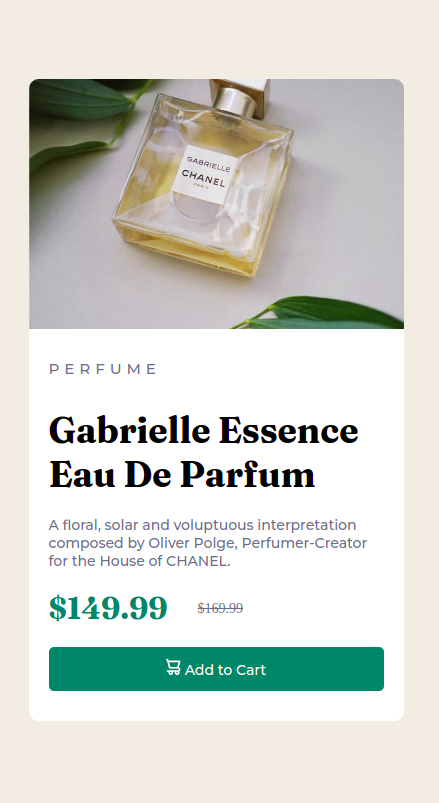 GABRIELLE
CHANEL
PARIS
PERFUME
Gabrielle Essence
Eau De Parfum
A floral, solar and voluptuous interpretation
composed by Oliver Polge, Perfumer-Creator
for the House of CHANEL.
$149.99 $169.99
Add to Cart